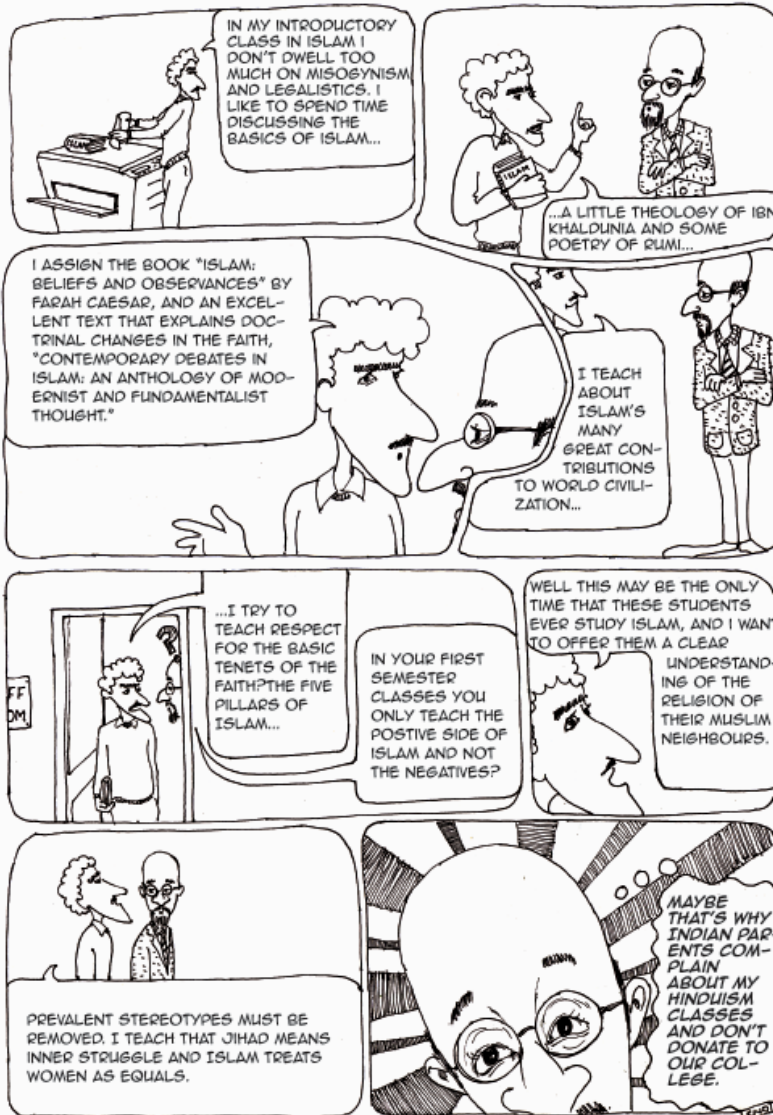 IN MY INTRODUCTORY
CLASS IN ISLAM I
DON'T DWELL TOO
MUCH ON MISOGYNISM
AND LEGALISTICS. I
LIKE TO SPEND TIME
DISCUSSING THE
BASICS OF ISLAM...
ISLAM
ISLAM
...A LITTLE THEOLOGY OF IBN
KHALDUNIA AND SOME
POETRY OF RUMI...
I ASSIGN THE BOOK "ISLAM:
BELIEFS AND OBSERVANCES" BY
FARAH CAESAR, AND AN EXCEL-
LENT TEXT THAT EXPLAINS DOC-
TRINAL CHANGES IN THE FAITH,
"CONTEMPORARY DEBATES IN
ISLAM: AN ANTHOLOGY OF MOD-
ERNIST AND FUNDAMENTALIST
THOUGHT."
I TEACH
ABOUT
ISLAM'S
MANY
GREAT CON-
TRIBUTIONS
TO WORLD CIVILI-
ZATION...
FF
OM
?
...I TRY TO
TEACH RESPECT
FOR THE BASIC
TENETS OF THE
FAITH?THE FIVE
PILLARS OF
ISLAM...
IN YOUR FIRST
SEMESTER
CLASSES YOU
ONLY TEACH THE
POSTIVE SIDE OF
ISLAM AND NOT
THE NEGATIVES?
WELL THIS MAY BE THE ONLY
TIME THAT THESE STUDENTS
EVER STUDY ISLAM, AND I WANT
TO OFFER THEM A CLEAR
UNDERSTAND-
ING OF THE
RELIGION OF
THEIR MUSLIM
NEIGHBOURS.
PREVALENT STEREOTYPES MUST BE
REMOVED. I TEACH THAT JIHAD MEANS
INNER STRUGGLE AND ISLAM TREATS
WOMEN AS EQUALS.
MAYBE
THAT'S WHY
INDIAN PAR-
ENTS COM-
PLAIN
ABOUT MY
HINDUISM
CLASSES
AND DON'T
DONATE TO
OUR COL-
LEGE.